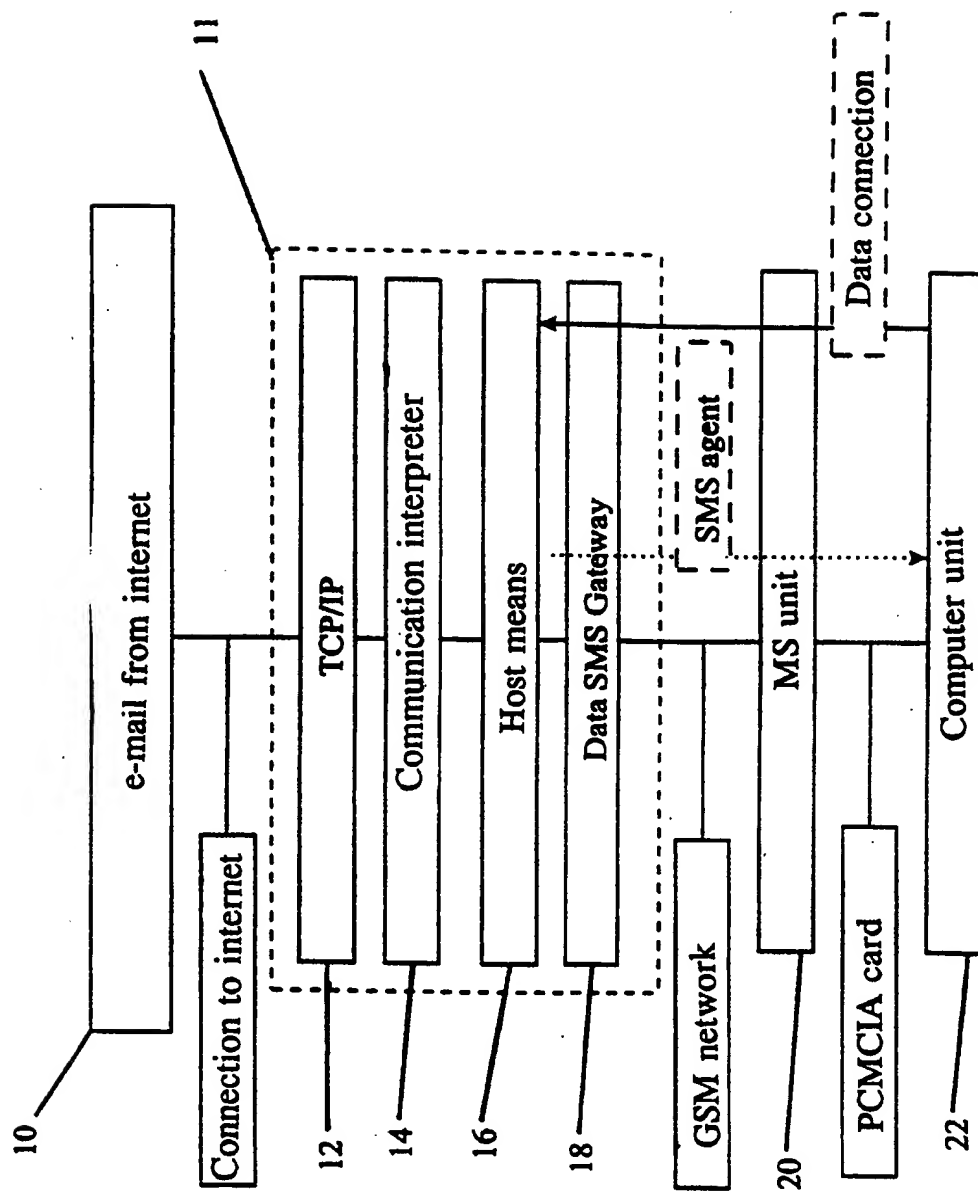 10
e-mail from internet
Connection to internet
11
12
TCP/IP
14
Communication interpreter
16
Host means
18
Data SMS Gateway
GSM network
SMS agent
20
MS unit
PCMCIA card
Data connection
22
Computer unit